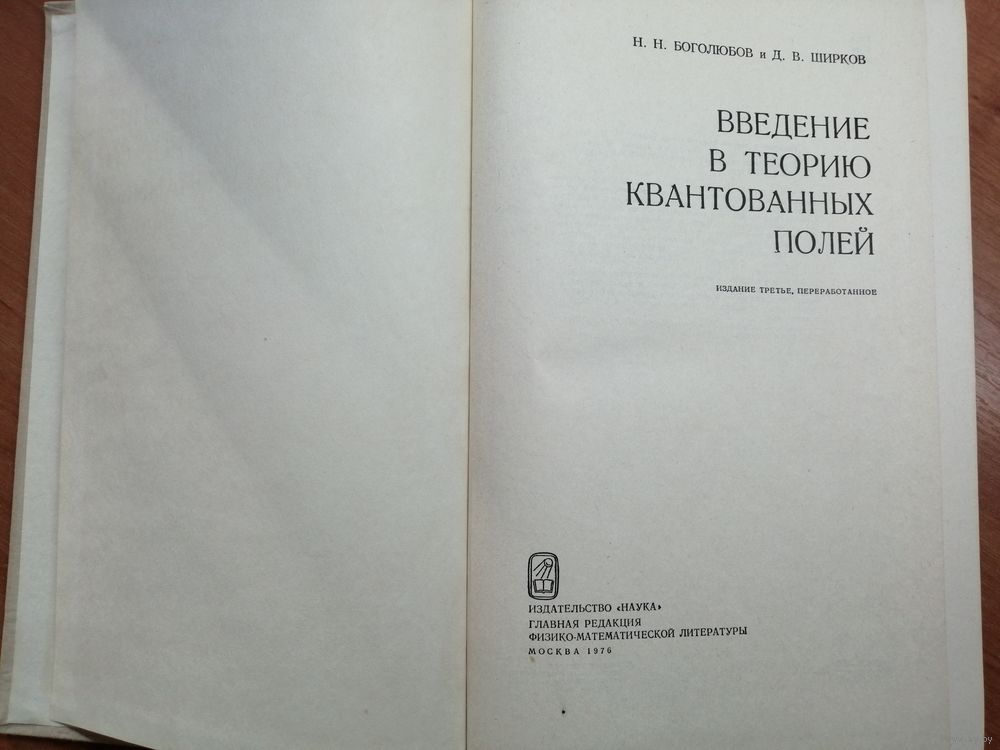 Н. Н. БОГОЛЮБОВ и Д. В. ШИРКОВ
ВВЕДЕНИЕ
В ТЕОРИЮ
КВАНТОВАННЫХ
ПОЛЕЙ
ИЗДАНИЕ ТРЕТЬЕ, ПЕРЕРАБОТАННОЕ
ИЗДАТЕЛЬСТВО «НАУКА»
ГЛАВНАЯ РЕДАКЦИЯ
ФИЗИКО-МАТЕМАТИЧЕСКОЙ ЛИТЕРАТУРЫ
МОСКВА 1976